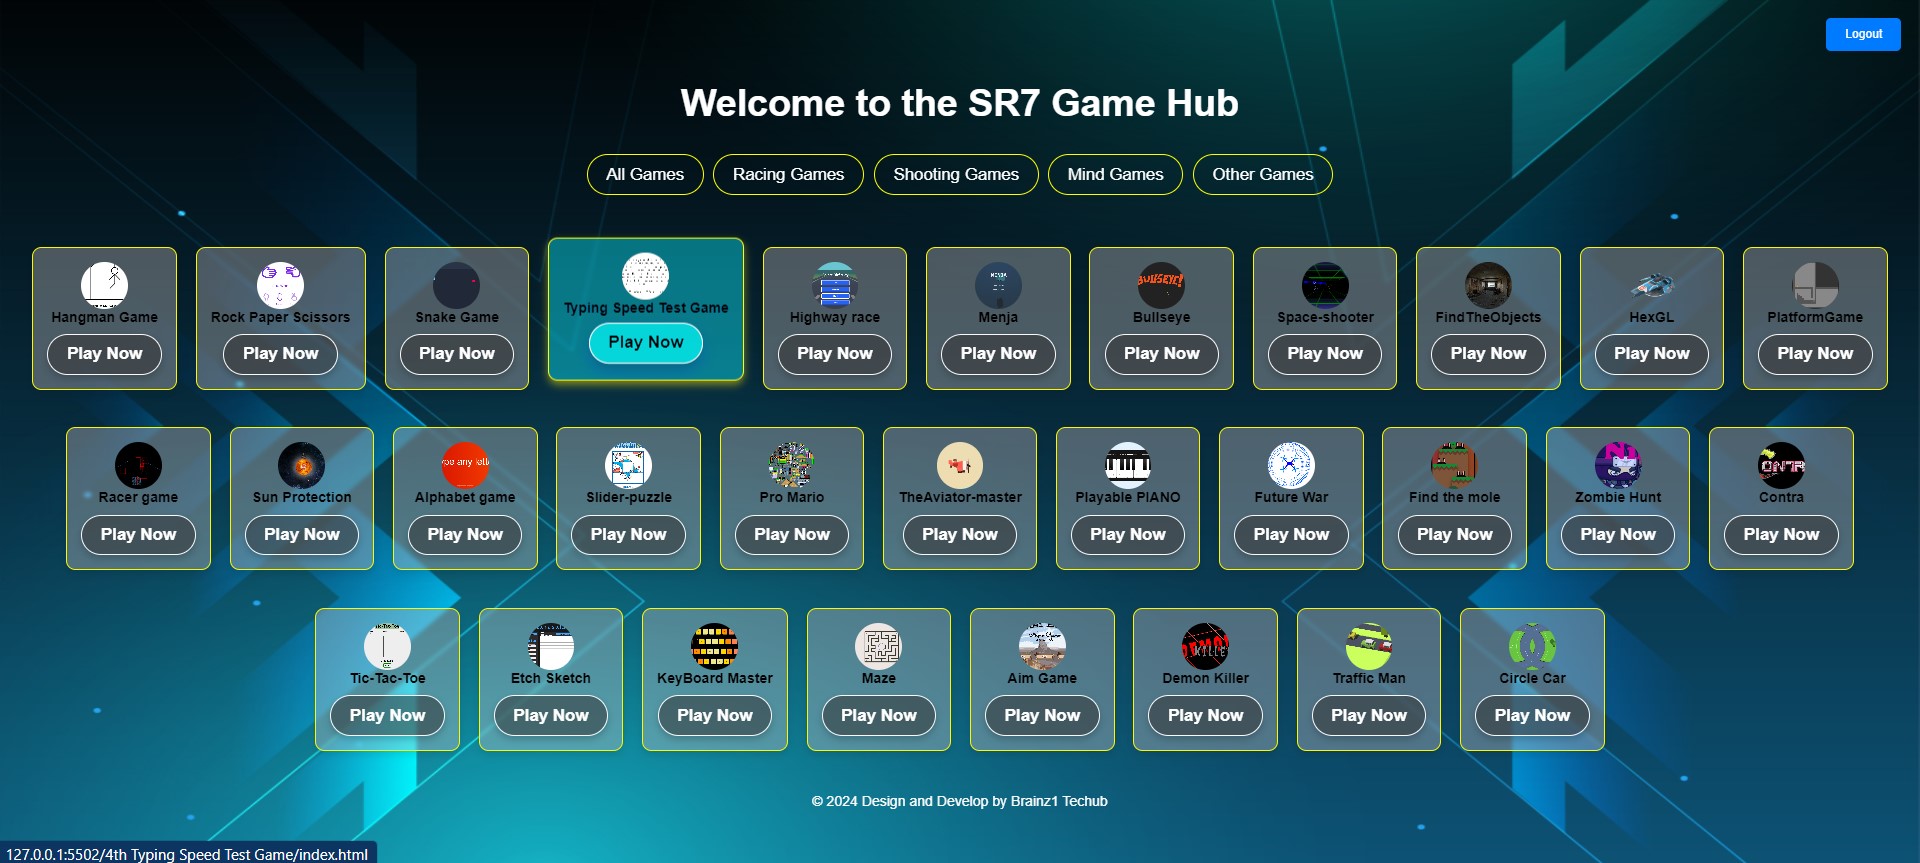 Logout
Welcome to the SR7 Game Hub
All Games
Racing Games
Shooting Games
Mind Games
Other Games
Hangman Game
Play Now
Rock Paper Scissors
Play Now
Snake Game
Play Now
Typing Speed Test Game
Play Now
Highway race
Play Now
MENJA
Menja
Play Now
BULLSEYE!
Bullseye
Play Now
Space-shooter
Play Now
FindTheObjects
Play Now
HexGL
Play Now
PlatformGame
Play Now
Racer game
Play Now
Sun Protection
Play Now
Alphabet game
Play Now
Slider-puzzle
Play Now
Pro Mario
Play Now
TheAviator-master
Play Now
Playable PIANO
Play Now
Future War
Play Now
Find the mole
Play Now
Zombie Hunt
Play Now
Contra
Play Now
Tic-Tac-Toe
Tic-Tac-Toe
Play Now
Etch Sketch
Play Now
KeyBoard Master
Play Now
Maze
Play Now
Aim Game
Play Now
Demon Killer
Play Now
Traffic Man
Play Now
Circle Car
Play Now
© 2024 Design and Develop by Brainz1 Techub
127.0.0.1:5502/4th Typing Speed Test Game/index.html